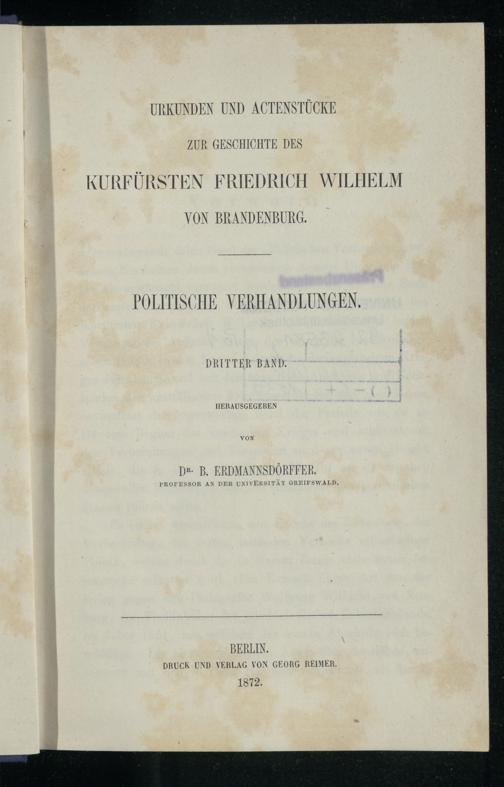 URKUNDEN UND ACTENSTÜCKE
ZUR GESCHICHTE DES
KURFÜRSTEN FRIEDRICH WILHELM
VON BRANDENBURG.
POLITISCHE VERHANDLUNGEN.
DRITTER BAND.
HERAUSGEGEBEN
VON
DR. B. ERDMANNSDÖRFFER,
PROFESSOR AN DER UNIVERSITÄT GREIFSWALD.
BERLIN.
DRUCK UND VERLAG VON GEORG REIMER.
1872.